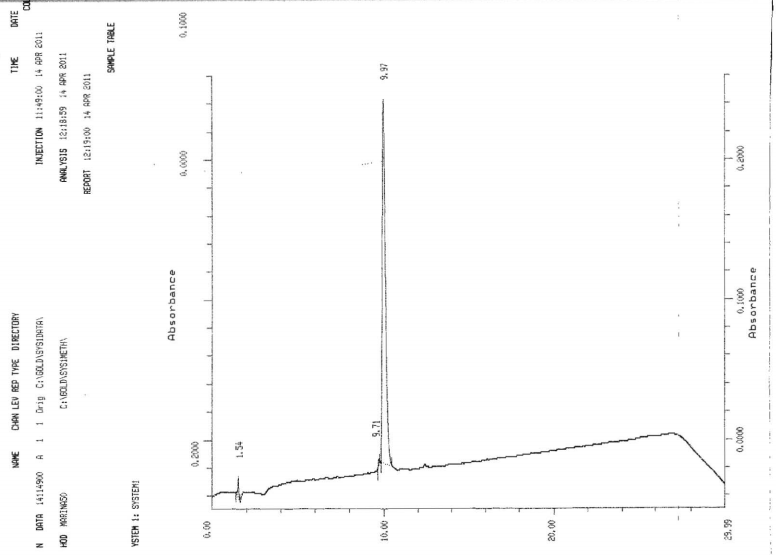 NAME CHAN LEV REP TYPE DIRECTORY TIME DATE
N DATA 14114900 A 1 1 Orig C:\GOLD\SYS1DATA\ INJECTION 11:49:00 14 APR 2011
HOD MARINA50 C:\GOLD\SYS1METH\ ANALYSIS 12:18:59 14 APR 2011
REPORT 12:19:00 14 APR 2011
YSTEM 1: SYSTEM1 SAMPLE TABLE
Absorbance
0.2000 0.0000 0.1000
1.54
9.71
9.97
0.00
10.00
20.00
29.99
0.0000 0.1000 0.2000
Absorbance